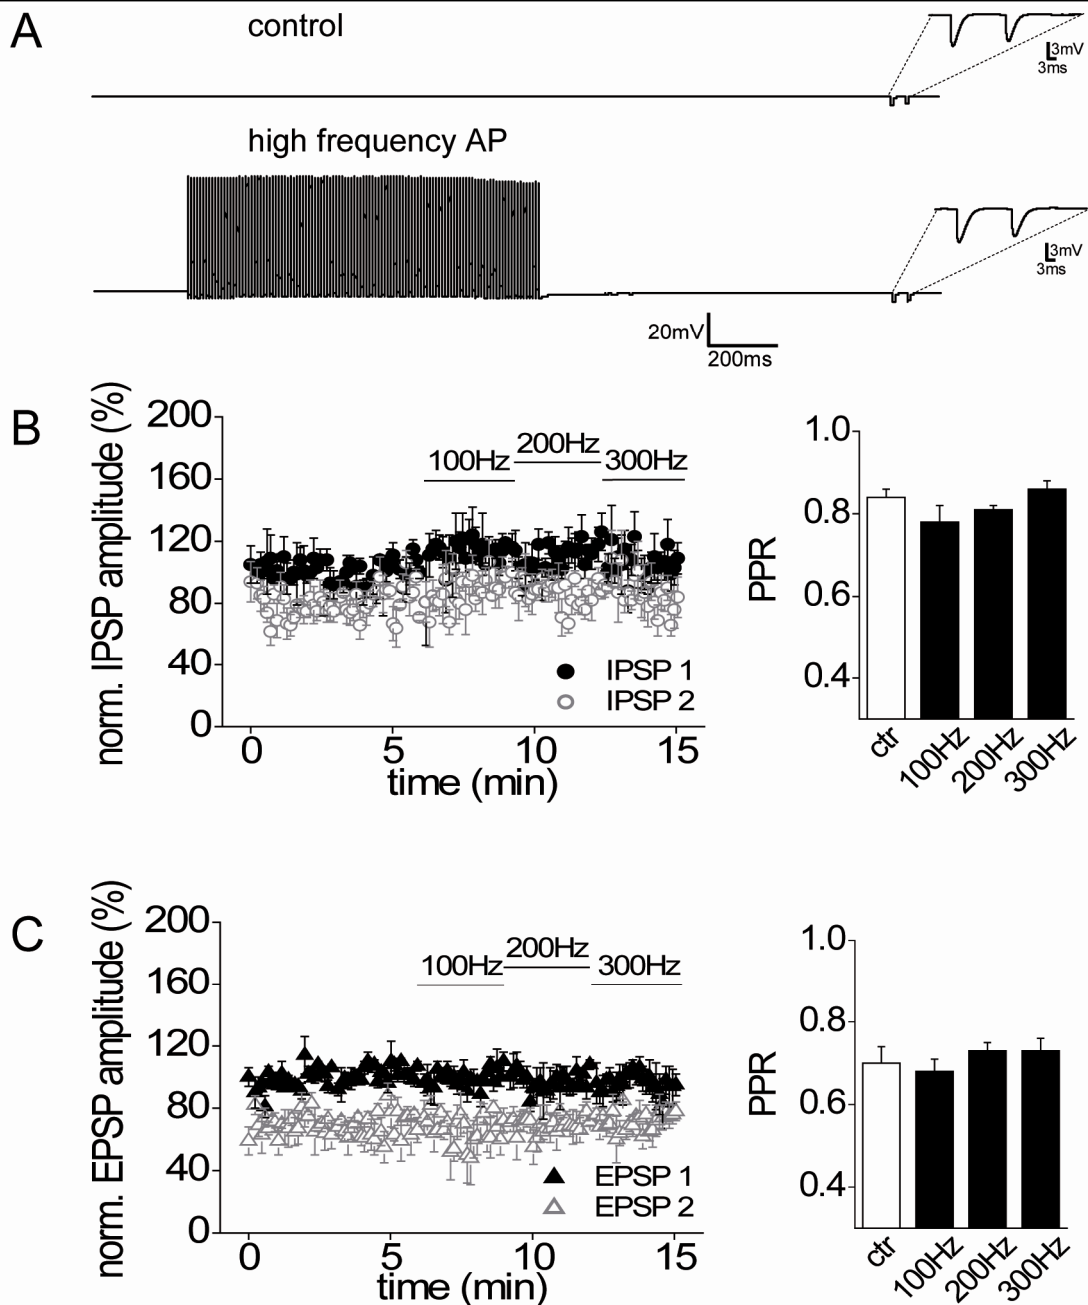 A
control
3mV
3ms
high frequency AP
3mV
3ms
20mV
200ms
B
norm. IPSP amplitude (%)
200
160
120
80
40
0
100Hz
200Hz
300Hz
IPSP 1
IPSP 2
0 5 10 15
time (min)
PPR
1.0
0.8
0.6
0.4
ctr
100Hz
200Hz
300Hz
C
norm. EPSP amplitude (%)
200
160
120
80
40
0
100Hz
200Hz
300Hz
EPSP 1
EPSP 2
0 5 10 15
time (min)
PPR
1.0
0.8
0.6
0.4
ctr
100Hz
200Hz
300Hz